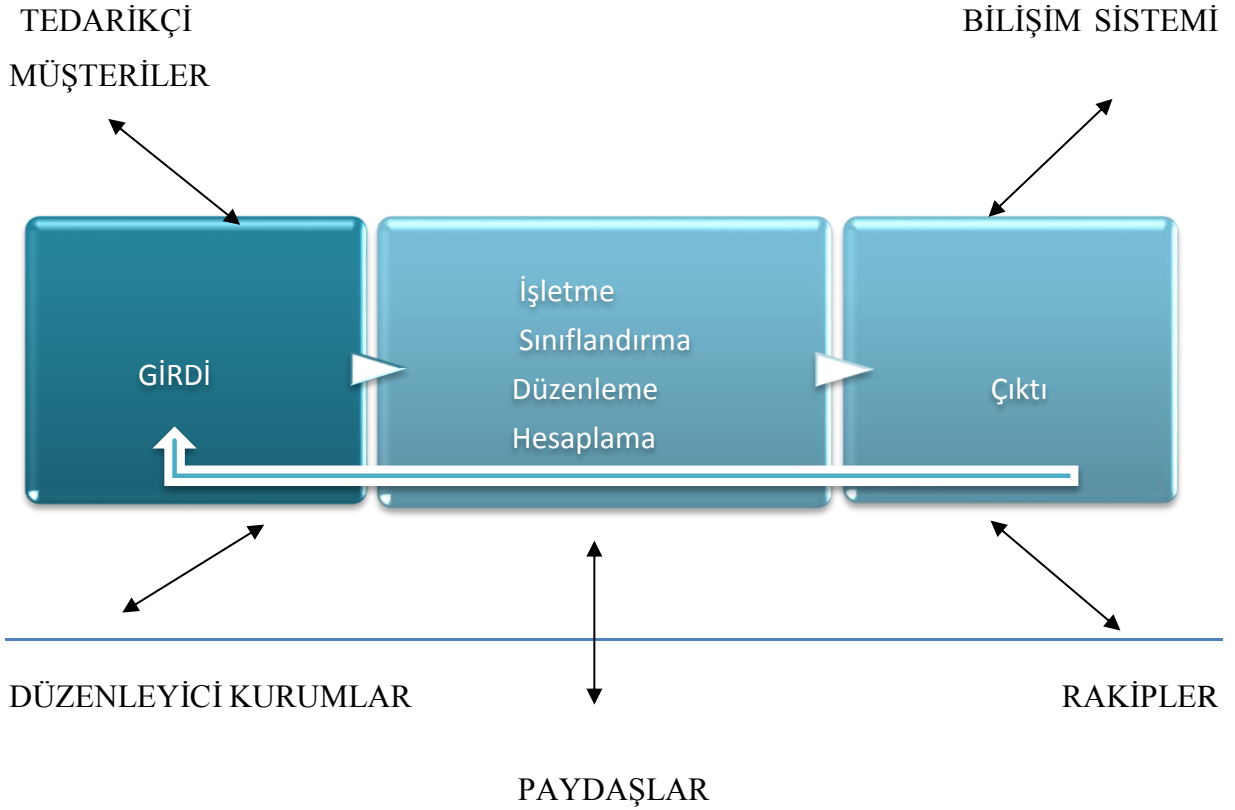 TEDARİKÇİ
MÜŞTERİLER
BİLİŞİM SİSTEMİ
GİRDİ
İşletme
Sınıflandırma
Düzenleme
Hesaplama
Çıktı
DÜZENLEYİCİ KURUMLAR
RAKİPLER
PAYDAŞLAR